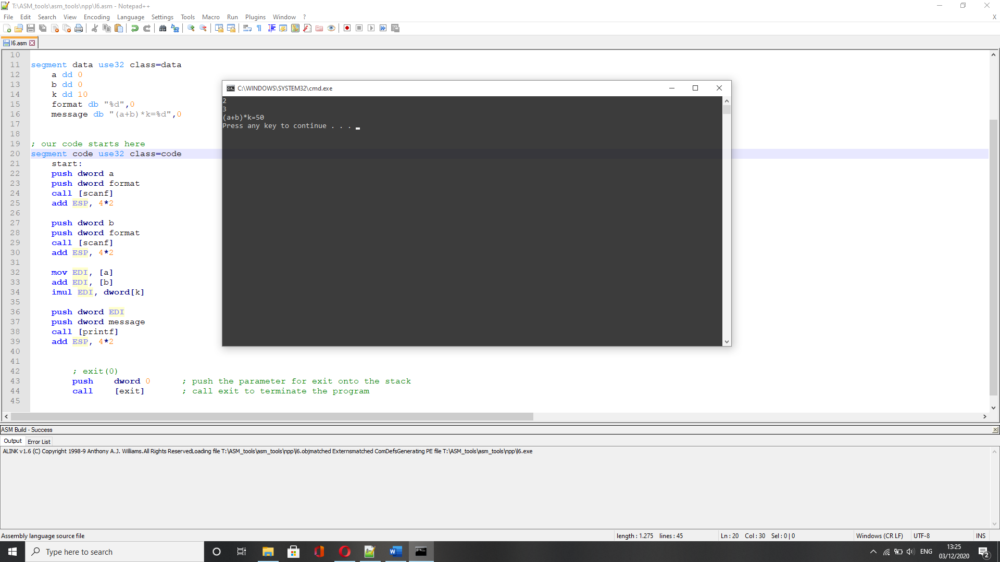 T:\ASM_tools\asm_tools\npp\l6.asm - Notepad++
File Edit Search View Encoding Language Settings Tools Macro Run Plugins Window ? X
l6.asm
10
11 segment data use32 class=data
12 a dd 0
13 b dd 0
14 k dd 10
15 format db "%d",0
16 message db "(a+b)*k=%d",0
17
18
19 ; our code starts here
20 segment code use32 class=code
21 start:
22 push dword a
23 push dword format
24 call [scanf]
25 add ESP, 4*2
26
27 push dword b
28 push dword format
29 call [scanf]
30 add ESP, 4*2
31
32 mov EDI, [a]
33 add EDI, [b]
34 imul EDI, dword[k]
35
36 push dword EDI
37 push dword message
38 call [printf]
39 add ESP, 4*2
40
41
42 ; exit(0)
43 push dword 0 ; push the parameter for exit onto the stack
44 call [exit] ; call exit to terminate the program
45
C:\WINDOWS\SYSTEM32\cmd.exe
2
3
(a+b)*k=50
Press any key to continue . . .
ASM Build - Success
Output Error List
ALINK v1.6 (C) Copyright 1998-9 Anthony A.J. Williams.All Rights ReservedLoading file T:\ASM_tools\asm_tools\npp\l6.objmatched Externsmatched ComDefsGenerating PE file T:\ASM_tools\asm_tools\npp\l6.exe
Assembly language source file length : 1.275 lines : 45 Ln : 20 Col : 30 Sel : 0 | 0 Windows (CR LF) UTF-8 INS
Type here to search
ENG
13:25
03/12/2020
2